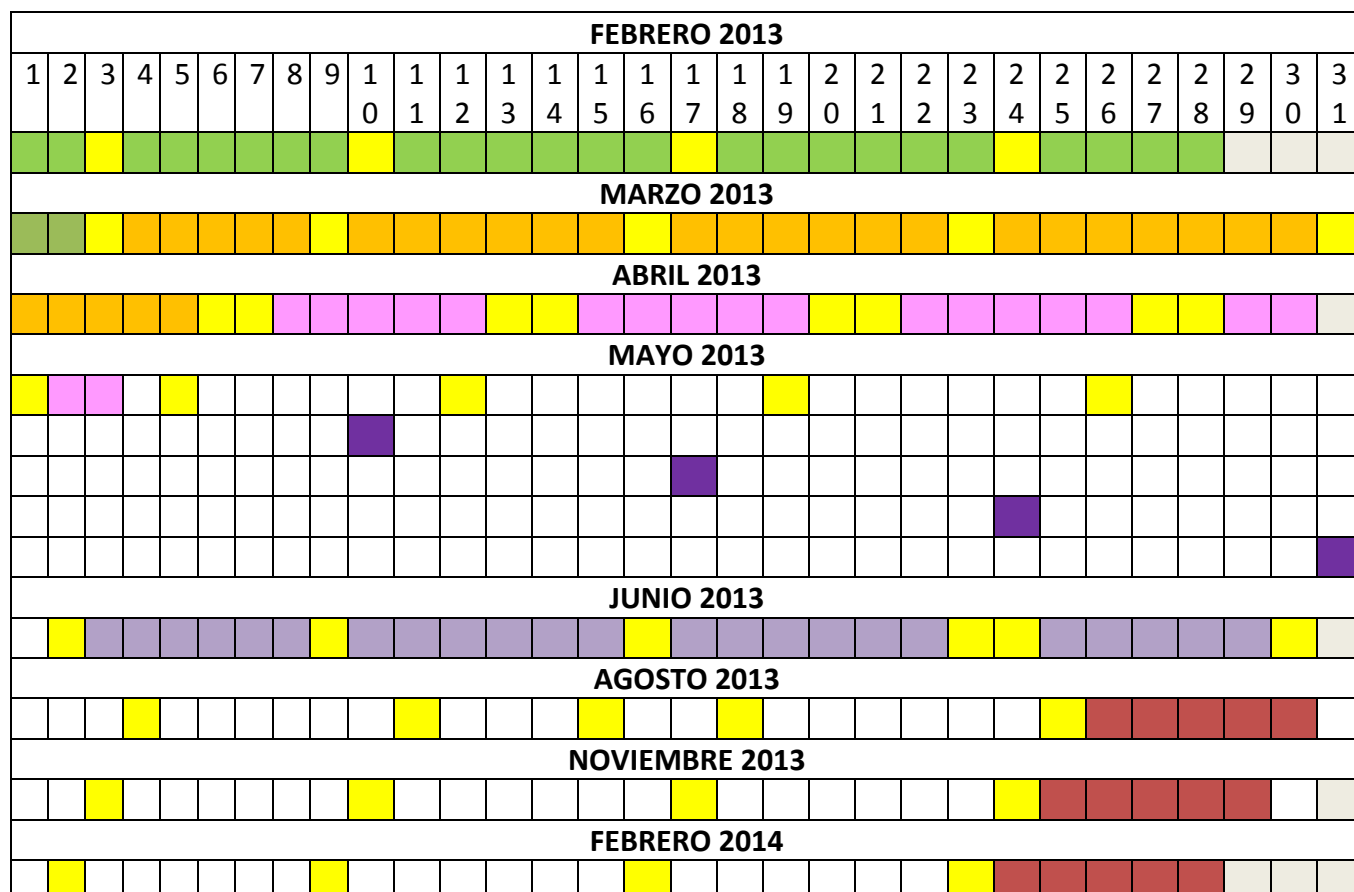 FEBRERO 2013
1 2 3 4 5 6 7 8 9 10 11 12 13 14 15 16 17 18 19 20 21 22 23 24 25 26 27 28 29 30 31
MARZO 2013
ABRIL 2013
MAYO 2013
JUNIO 2013
AGOSTO 2013
NOVIEMBRE 2013
FEBRERO 2014